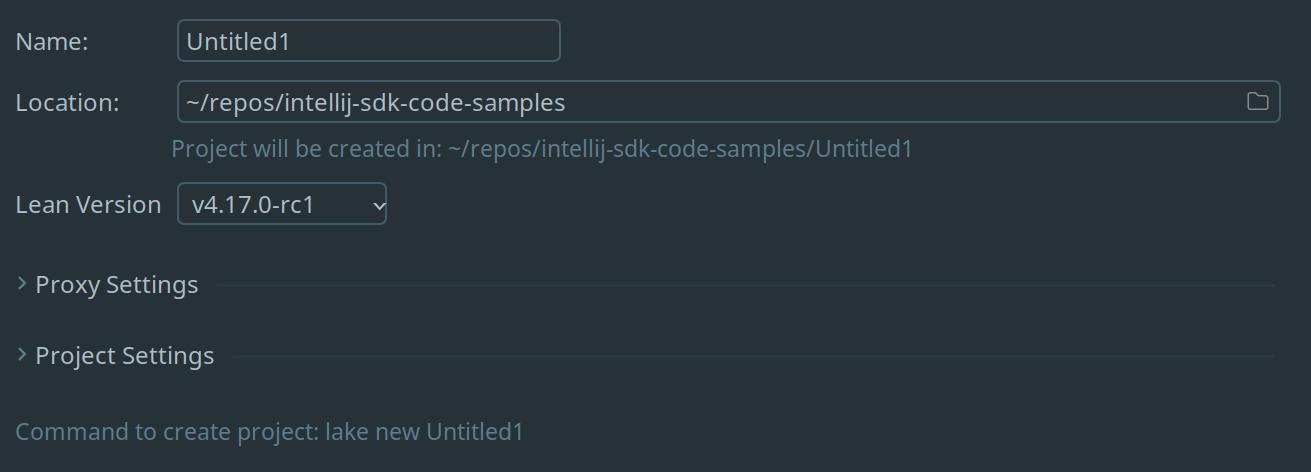 Name: Untitled1
Location: ~/repos/intellij-sdk-code-samples
Project will be created in: ~/repos/intellij-sdk-code-samples/Untitled1
Lean Version v4.17.0-rc1
Proxy Settings
Project Settings
Command to create project: lake new Untitled1